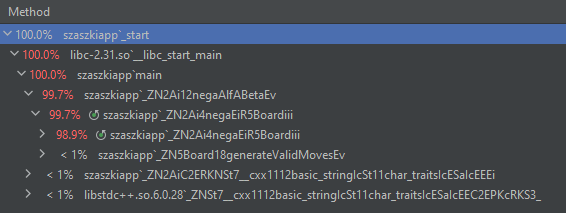 Method
100.0% szaszkiapp`_start
100.0% libc-2.31.so`__libc_start_main
100.0% szaszkiapp`main
99.7% szaszkiapp`_ZN2Ai12negaAlfABetaEv
99.7% szaszkiapp`_ZN2Ai4negaEiR5Boardiii
98.9% szaszkiapp`_ZN2Ai4negaEiR5Boardiii
< 1% szaszkiapp`_ZN5Board18generateValidMovesEv
< 1% szaszkiapp`_ZN2AiC2ERKNSt7__cxx1112basic_stringIcSt11char_traitsIcESaIcEEEi
< 1% libstdc++.so.6.0.28`_ZNSt7__cxx1112basic_stringIcSt11char_traitsIcESaIcEEC2EPKcRKS3_